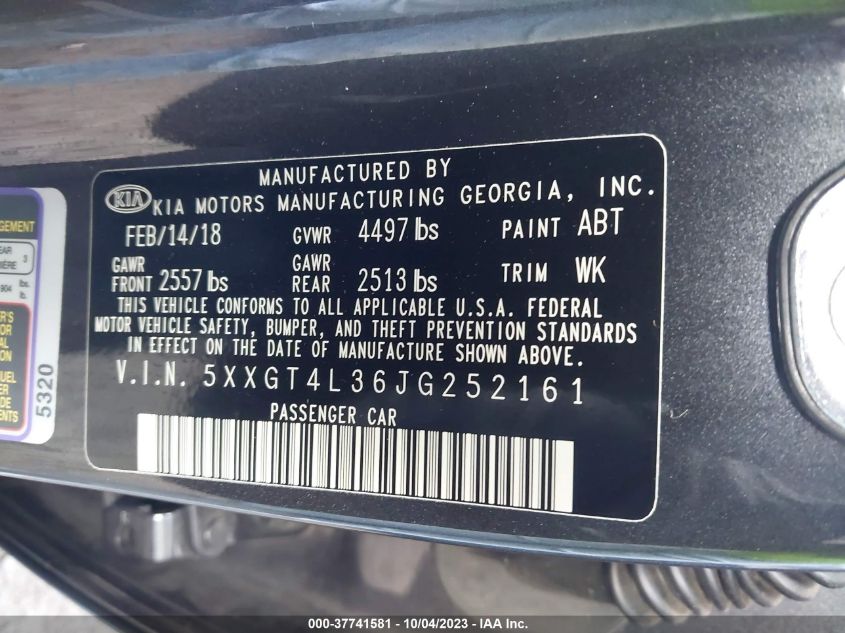 MANUFACTURED BY
KIA KIA MOTORS MANUFACTURING GEORGIA, INC.
FEB/14/18 GVWR 4497 lbs PAINT ABT
GAWR FRONT 2557 lbs GAWR REAR 2513 lbs TRIM WK
THIS VEHICLE CONFORMS TO ALL APPLICABLE U.S.A. FEDERAL
MOTOR VEHICLE SAFETY, BUMPER, AND THEFT PREVENTION STANDARDS
IN EFFECT ON THE DATE OF MANUFACTURE SHOWN ABOVE.
V.I.N. 5XXGT4L36JG252161
PASSENGER CAR
5320
000-37741581 - 10/04/2023 - IAA Inc.